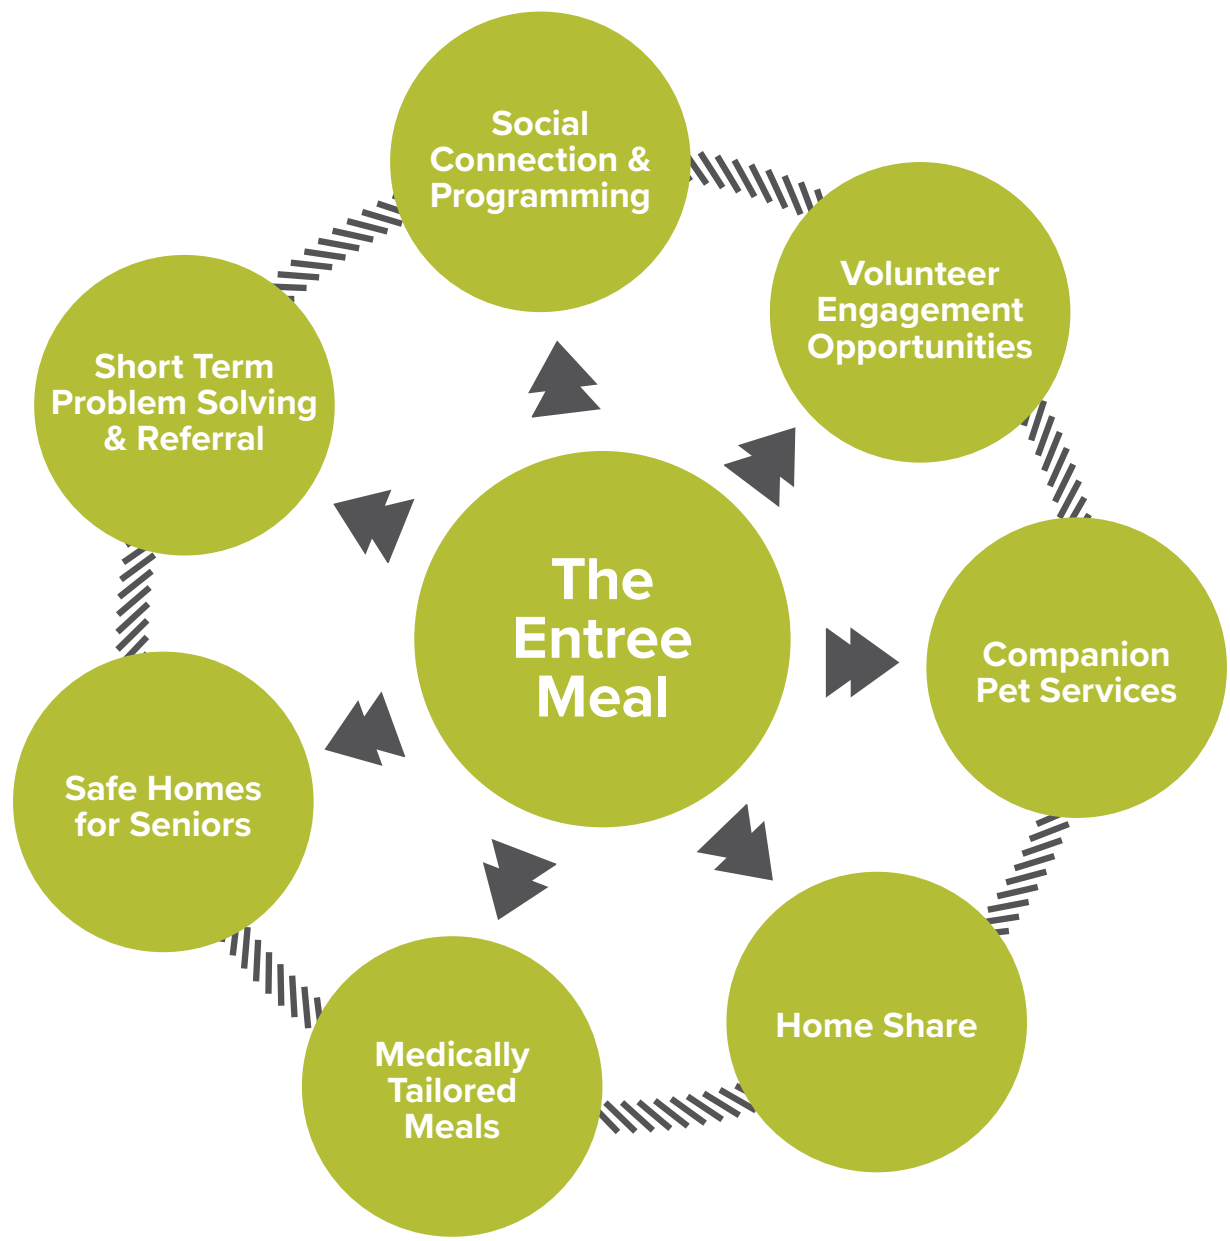 Social
Connection &
Programming
Volunteer
Engagement
Opportunities
Short Term
Problem Solving
& Referral
The
Entree
Meal
Companion
Pet Services
Safe Homes
for Seniors
Home Share
Medically
Tailored
Meals